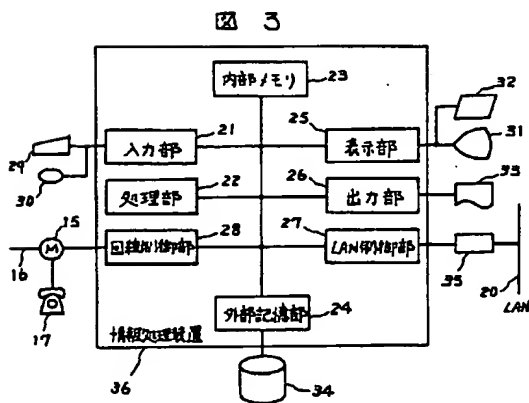 図 3
内部メモリ 23
32
21 25
31
29 入力部 表示部
30 22 26
処理部 出力部 33
15 28 27
16 M 回線制御部 LAN制御部
35 20
17 24 LAN
外部記憶部
情報処理装置
36 34